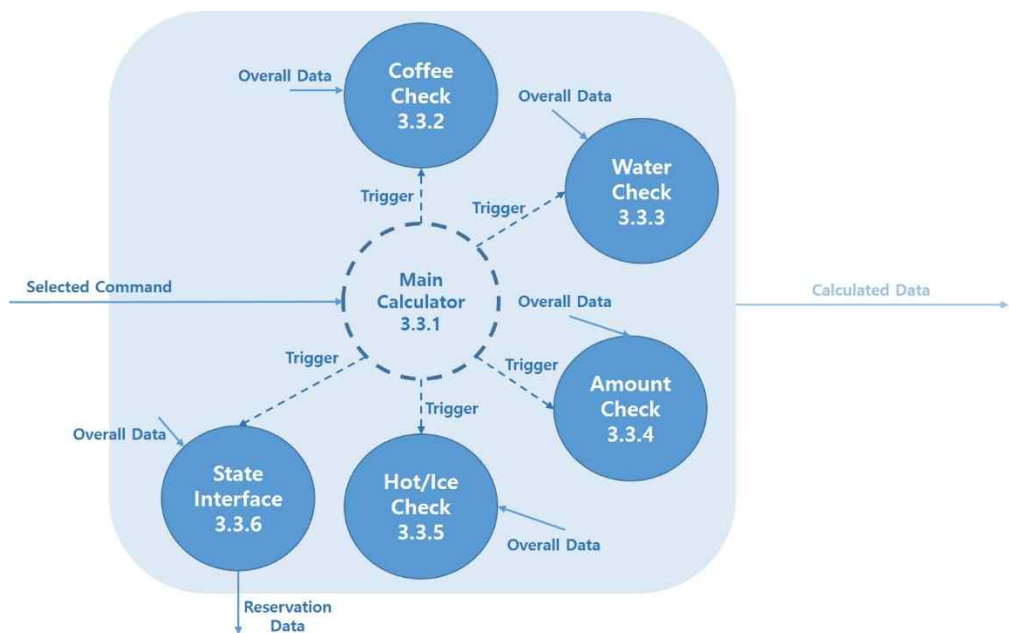 Overall Data
Coffee
Check
3.3.2
Overall Data
Water
Check
3.3.3
Trigger
Trigger
Selected Command
Main
Calculator
3.3.1
Overall Data
Calculated Data
Trigger
Trigger
Amount
Check
3.3.4
Trigger
Overall Data
State
Interface
3.3.6
Hot/Ice
Check
3.3.5
Overall Data
Reservation
Data